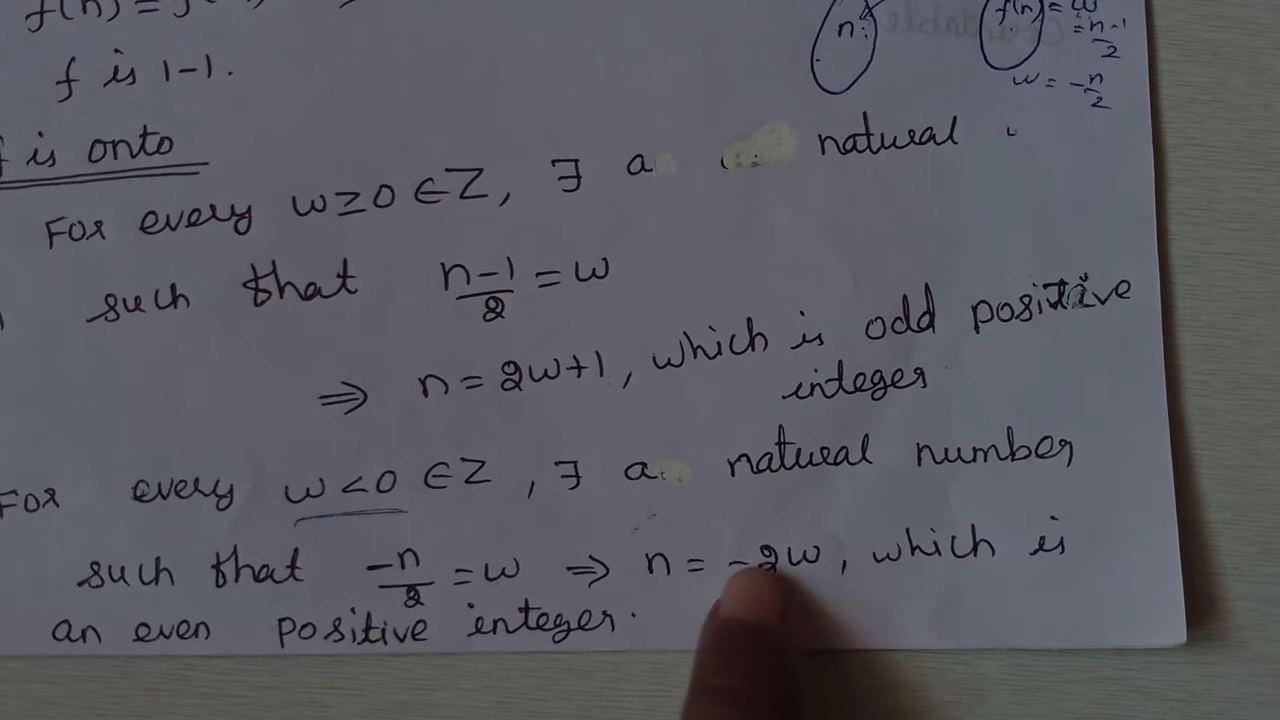 f(n) =
n
f(n) = w
= n-1/2
w = -n/2
f is 1-1.
f is onto
For every w≥0 ∈ Z, ∃ a natural
such that n-1/2 = w
⇒ n = 2w+1, which is odd positive
integer
For every w<0 ∈ Z, ∃ a natural number
such that -n/2 = w ⇒ n = -2w, which is
an even positive integer.